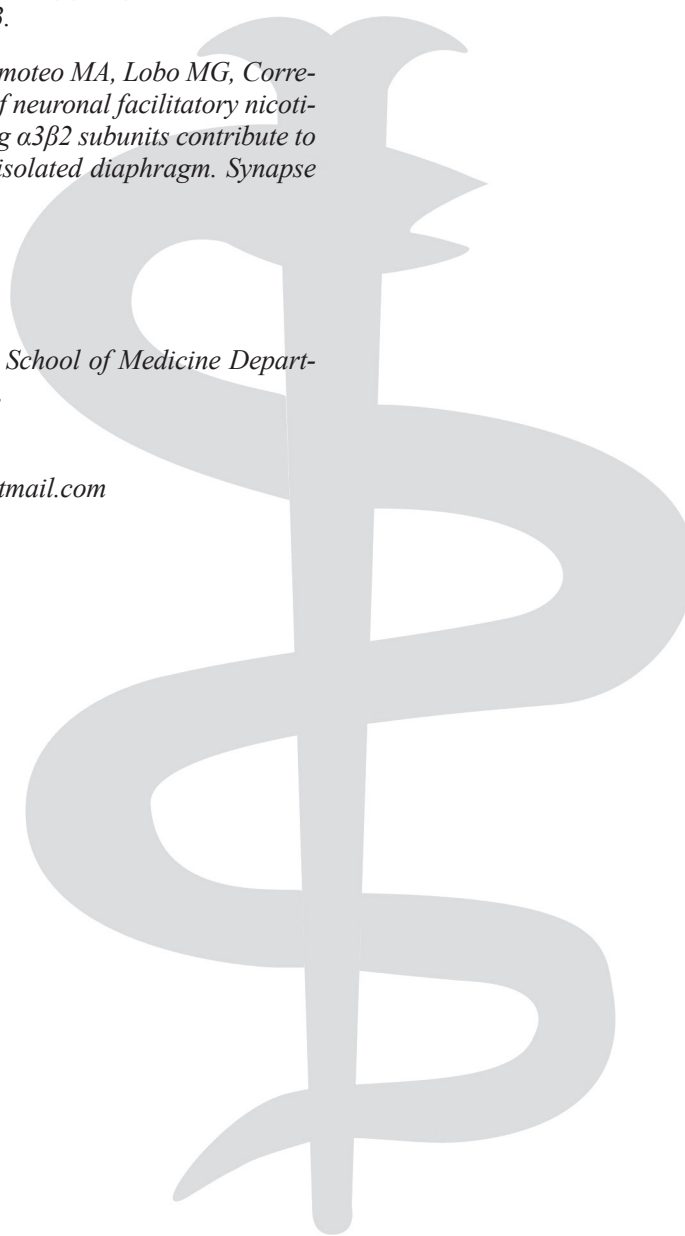 3.
moteo MA, Lobo MG, Corre-
f neuronal facilitatory nicoti-
g α3β2 subunits contribute to
isolated diaphragm. Synapse
School of Medicine Depart-
tmail.com